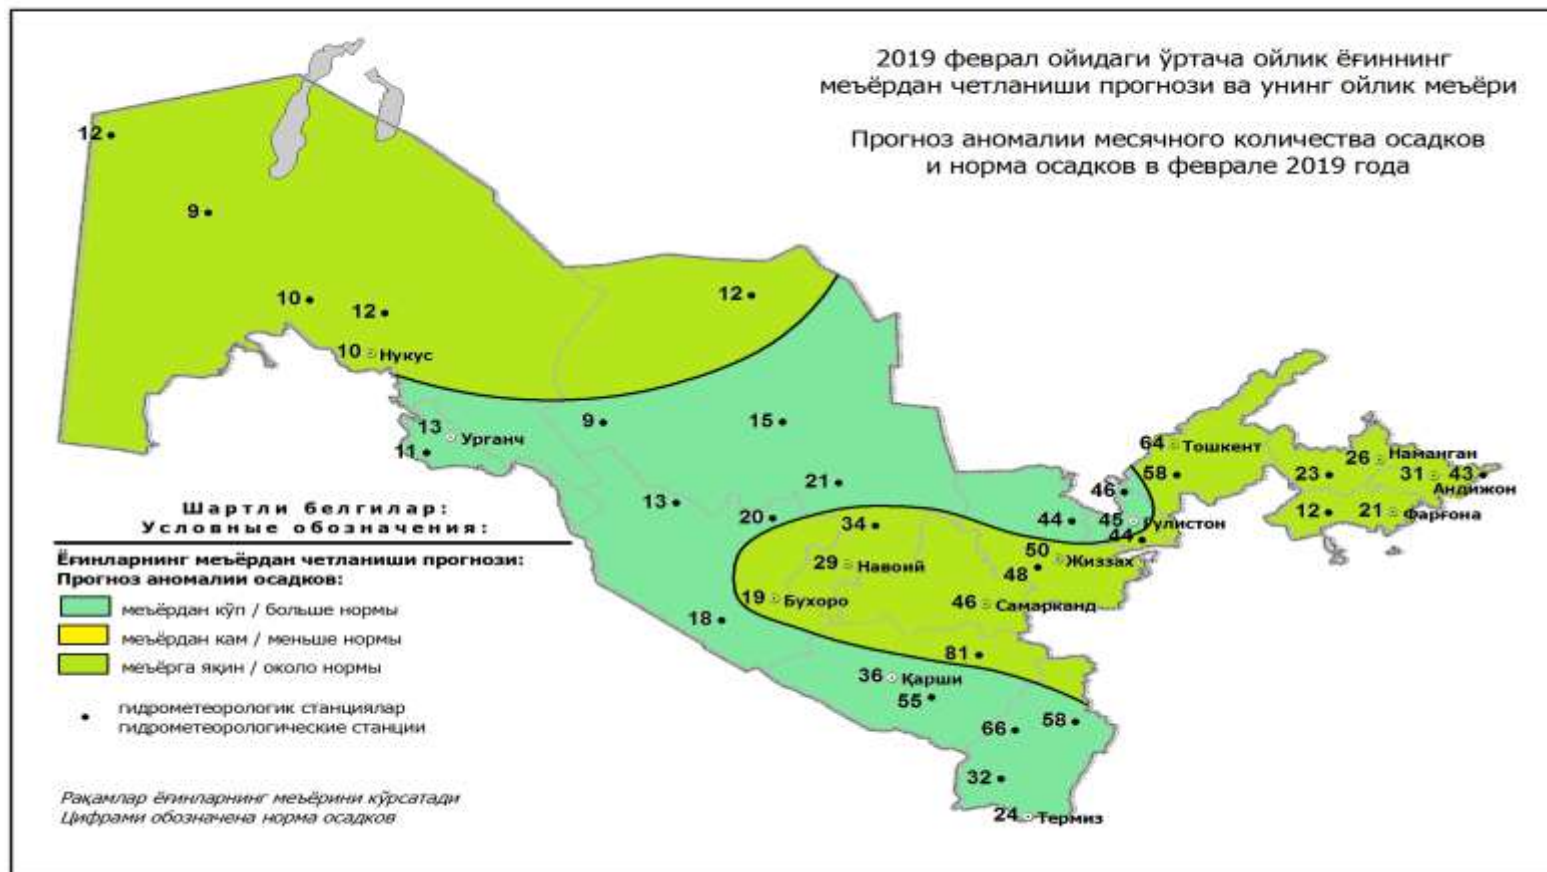 2019 феврал ойидаги ўртача ойлик ёғиннинг
меъёрдан четланиши прогнози ва унинг ойлик меъёри
Прогноз аномалии месячного количества осадков
и норма осадков в феврале 2019 года
12
9
10
12
12
10 Нукус
9
15
13 Урганч
11
64 Тошкент
26 Наманган
58
23
31 43
Андижон
21
46
13
20
34
44
45 Гулистон
12
21 Фарғона
44
50 Жиззах
29 Навоий
48
19 Бухоро
46 Самарканд
18
81
36 Қарши
55
58
66
32
24 Термиз
Шартли белгилар:
Условные обозначения:
Ёғинларнинг меъёрдан четланиши прогнози:
Прогноз аномалии осадков:
меъёрдан кўп / больше нормы
меъёрдан кам / меньше нормы
меъёрга яқин / около нормы
гидрометеорологик станциялар
гидрометеорологические станции
Рақамлар ёғинларнинг меъёрини кўрсатади
Цифрами обозначена норма осадков